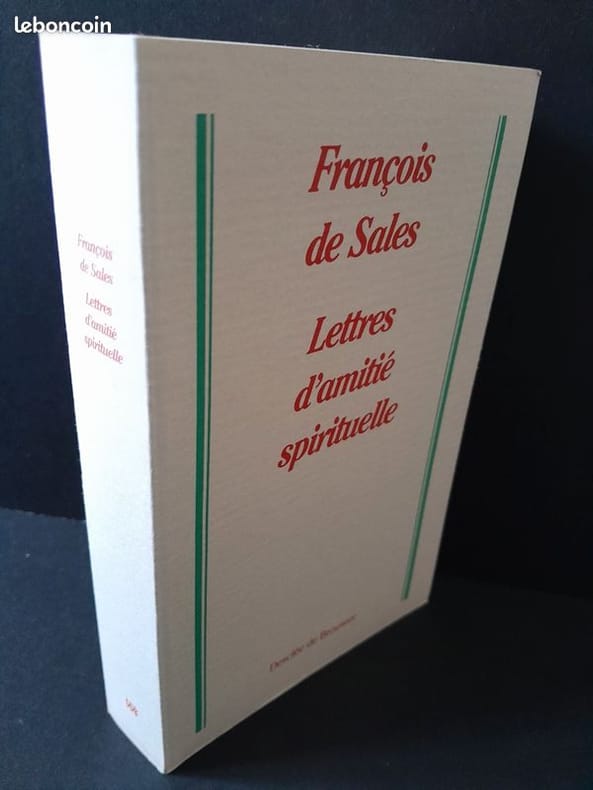 leboncoin
François
de Sales
Lettres
d'amitié
spirituelle
François
de Sales
Lettres
d'amitié
spirituelle
Desclée de Brouwer